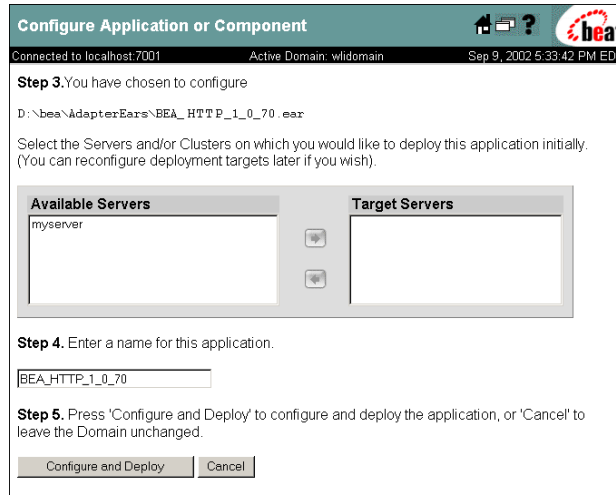 Configure Application or Component
?
bea
Connected to localhost:7001 Active Domain: wlidomain Sep 9, 2002 5:33:42 PM ED
Step 3.You have chosen to configure
D:\bea\AdapterEars\BEA_HTTP_1_0_70.ear
Select the Servers and/or Clusters on which you would like to deploy this application initially.
(You can reconfigure deployment targets later if you wish).
Available Servers Target Servers
myserver
Step 4. Enter a name for this application.
BEA_HTTP_1_0_70
Step 5. Press 'Configure and Deploy' to configure and deploy the application, or 'Cancel' to
leave the Domain unchanged.
Configure and Deploy Cancel